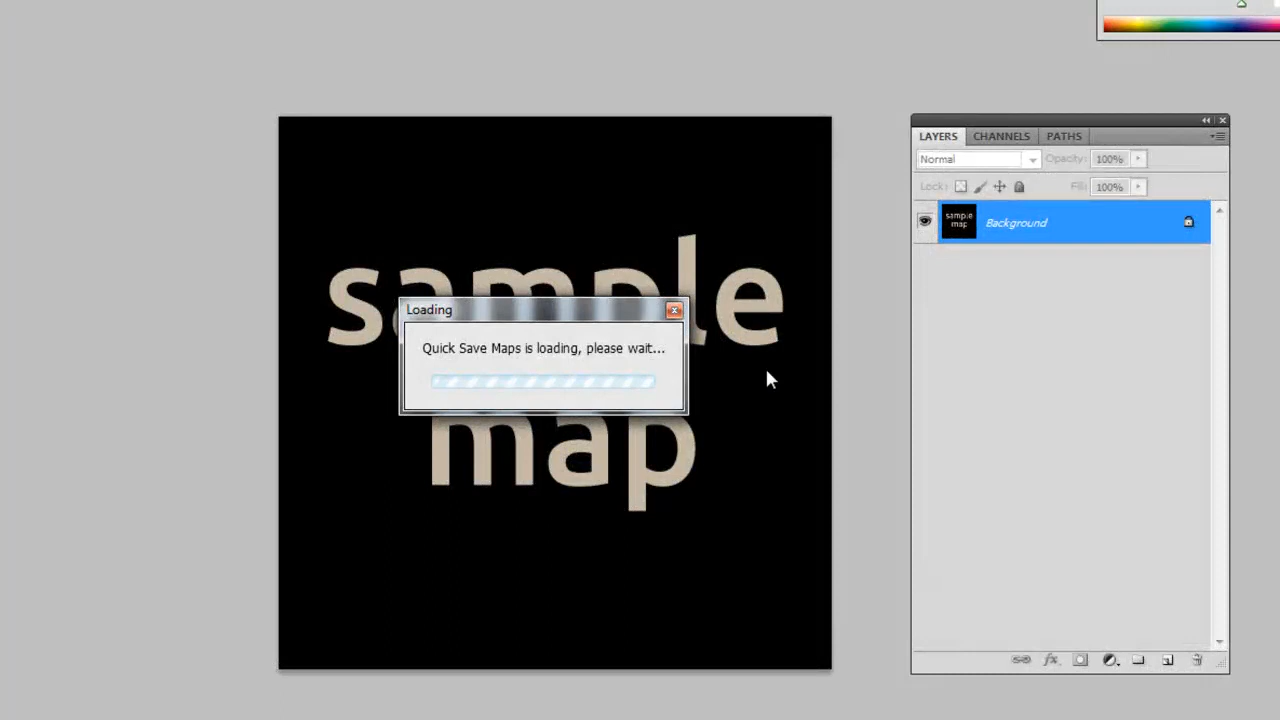 LAYERS CHANNELS PATHS
Normal Opacity: 100%
Lock: Fill: 100%
sample map Background
sample
Loading
Quick Save Maps is loading, please wait...
map